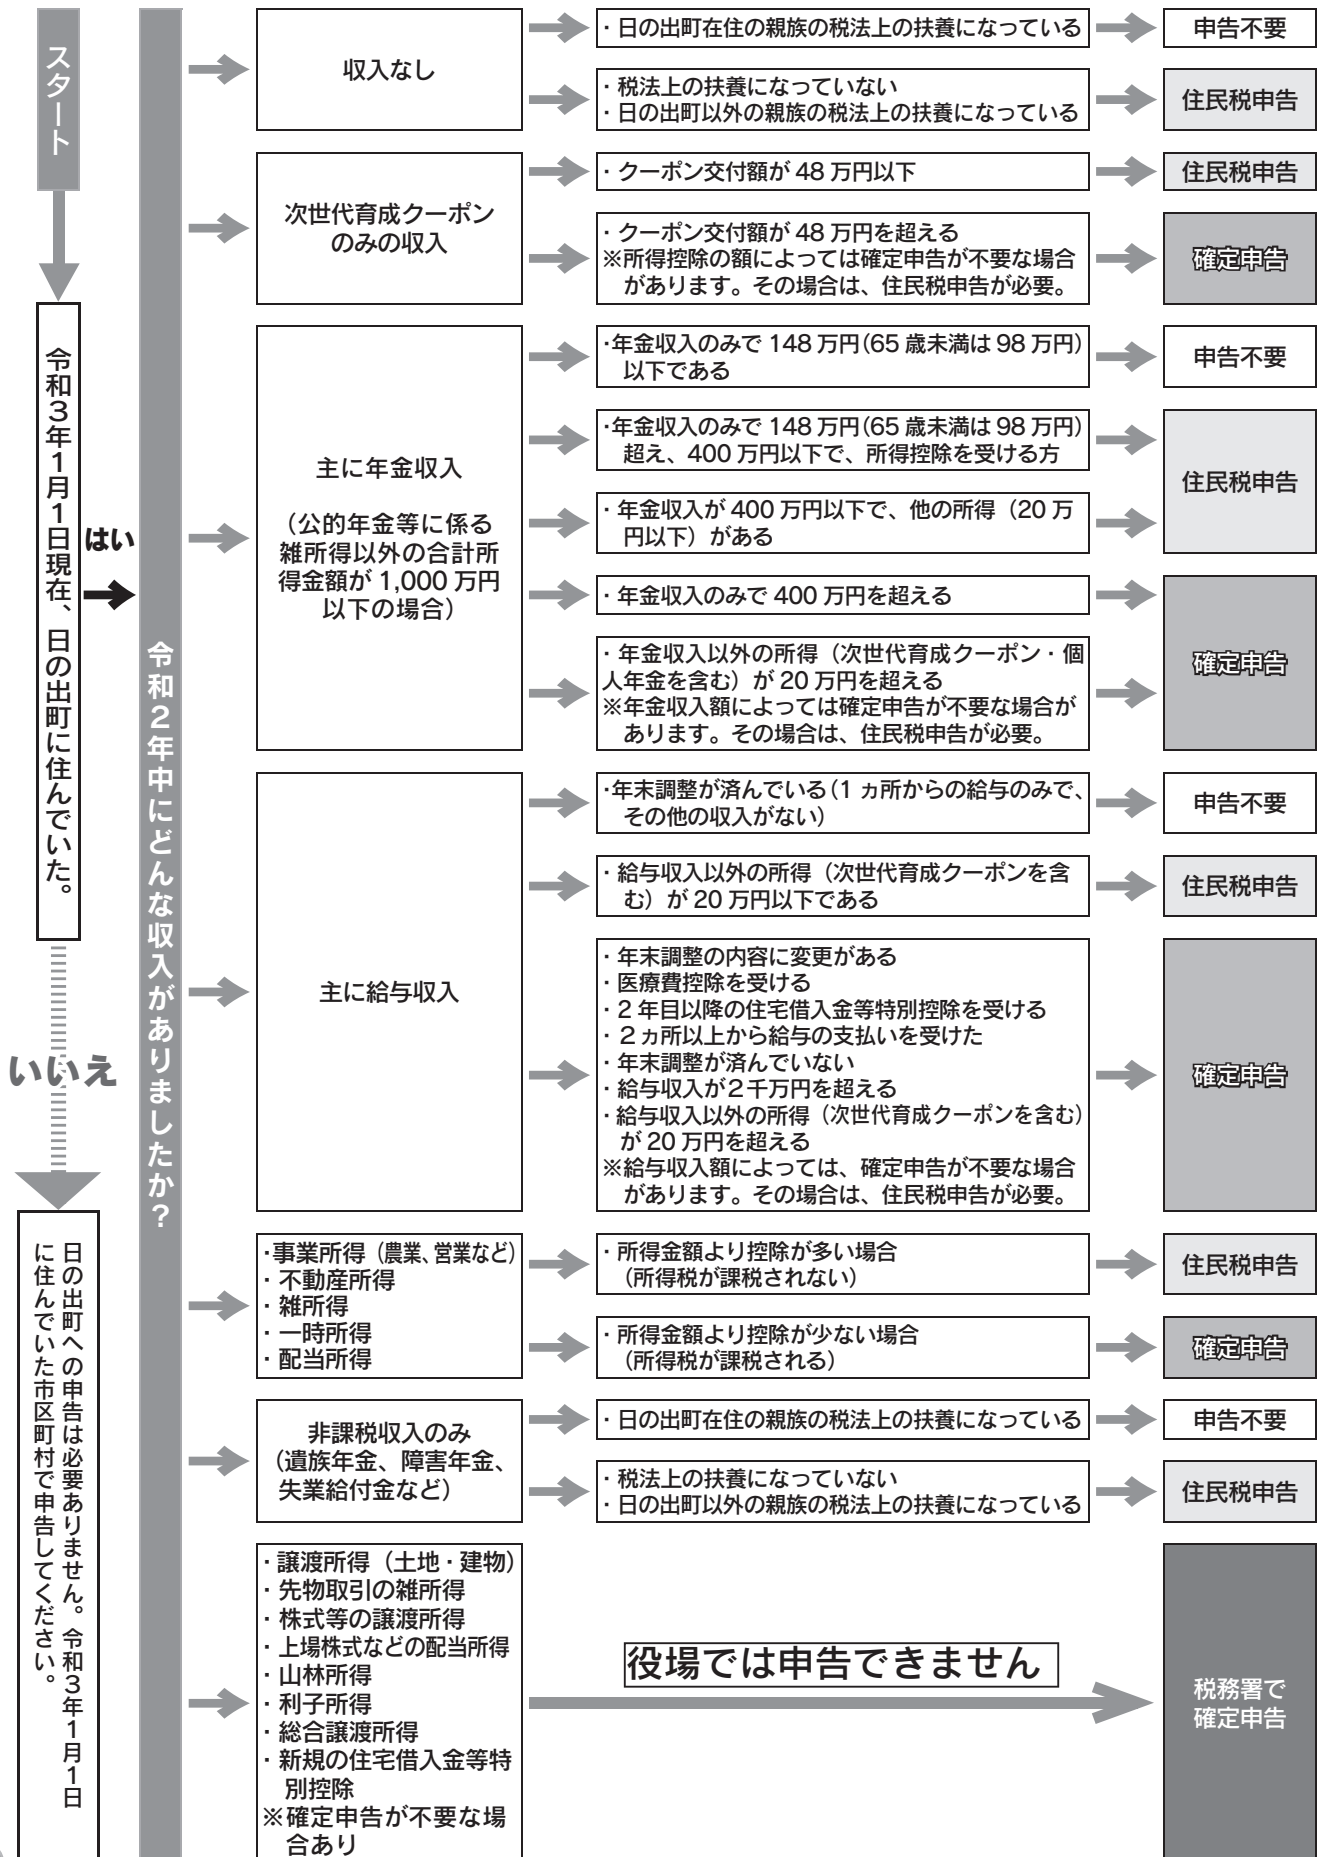 スタート
令和３年１月１日現在、日の出町に住んでいた。
はい
いいえ
日の出町への申告は必要ありません。令和３年１月１日
に住んでいた市区町村で申告してください。
令和２年中にどんな収入がありましたか？
収入なし
・日の出町在住の親族の税法上の扶養になっている
申告不要
・税法上の扶養になっていない
・日の出町以外の親族の税法上の扶養になっている
住民税申告
次世代育成クーポン
のみの収入
・クーポン交付額が 48 万円以下
住民税申告
・クーポン交付額が 48 万円を超える
※所得控除の額によっては確定申告が不要な場合
があります。その場合は、住民税申告が必要。
確定申告
主に年金収入
（公的年金等に係る
雑所得以外の合計所
得金額が 1,000 万円
以下の場合）
・年金収入のみで 148 万円（65 歳未満は 98 万円）
以下である
申告不要
・年金収入のみで 148 万円（65 歳未満は 98 万円）
超え、400 万円以下で、所得控除を受ける方
・年金収入が 400 万円以下で、他の所得（20 万
円以下）がある
住民税申告
・年金収入のみで 400 万円を超える
・年金収入以外の所得（次世代育成クーポン・個
人年金を含む）が 20 万円を超える
※年金収入額によっては確定申告が不要な場合が
あります。その場合は、住民税申告が必要。
確定申告
主に給与収入
・年末調整が済んでいる（1 ヵ所からの給与のみで、
その他の収入がない）
申告不要
・給与収入以外の所得（次世代育成クーポンを含
む）が 20 万円以下である
住民税申告
・年末調整の内容に変更がある
・医療費控除を受ける
・2 年目以降の住宅借入金等特別控除を受ける
・２ヵ所以上から給与の支払いを受けた
・年末調整が済んでいない
・給与収入が２千万円を超える
・給与収入以外の所得（次世代育成クーポンを含む）
が 20 万円を超える
※給与収入額によっては、確定申告が不要な場合
があります。その場合は、住民税申告が必要。
確定申告
・事業所得（農業、営業など）
・不動産所得
・雑所得
・一時所得
・配当所得
・所得金額より控除が多い場合
（所得税が課税されない）
住民税申告
・所得金額より控除が少ない場合
（所得税が課税される）
確定申告
非課税収入のみ
（遺族年金、障害年金、
失業給付金など）
・日の出町在住の親族の税法上の扶養になっている
申告不要
・税法上の扶養になっていない
・日の出町以外の親族の税法上の扶養になっている
住民税申告
・譲渡所得（土地・建物）
・先物取引の雑所得
・株式等の譲渡所得
・上場株式などの配当所得
・山林所得
・利子所得
・総合譲渡所得
・新規の住宅借入金等特
別控除
※確定申告が不要な場
合あり
役場では申告できません
税務署で
確定申告